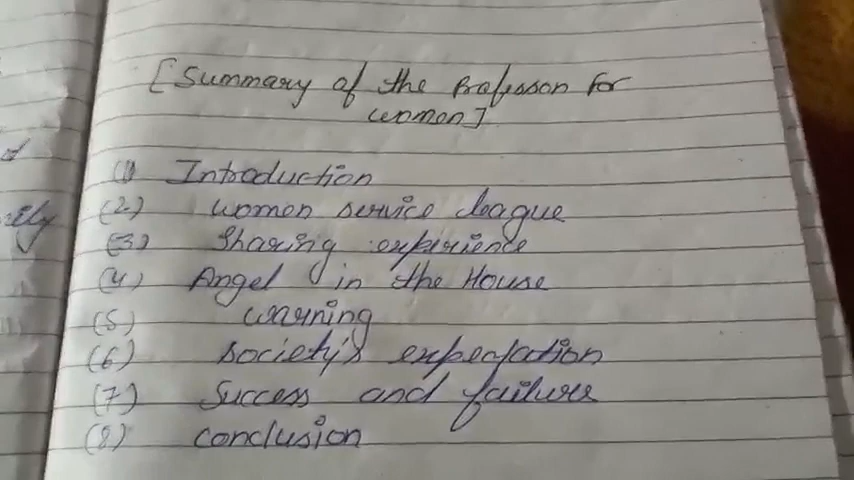 [Summary of the Profession for
women]
(1) Introduction
(2) women service league
(3) Sharing experience
(4) Angel in the House
(5) warning
(6) society's expectation
(7) Success and failure
(8) conclusion